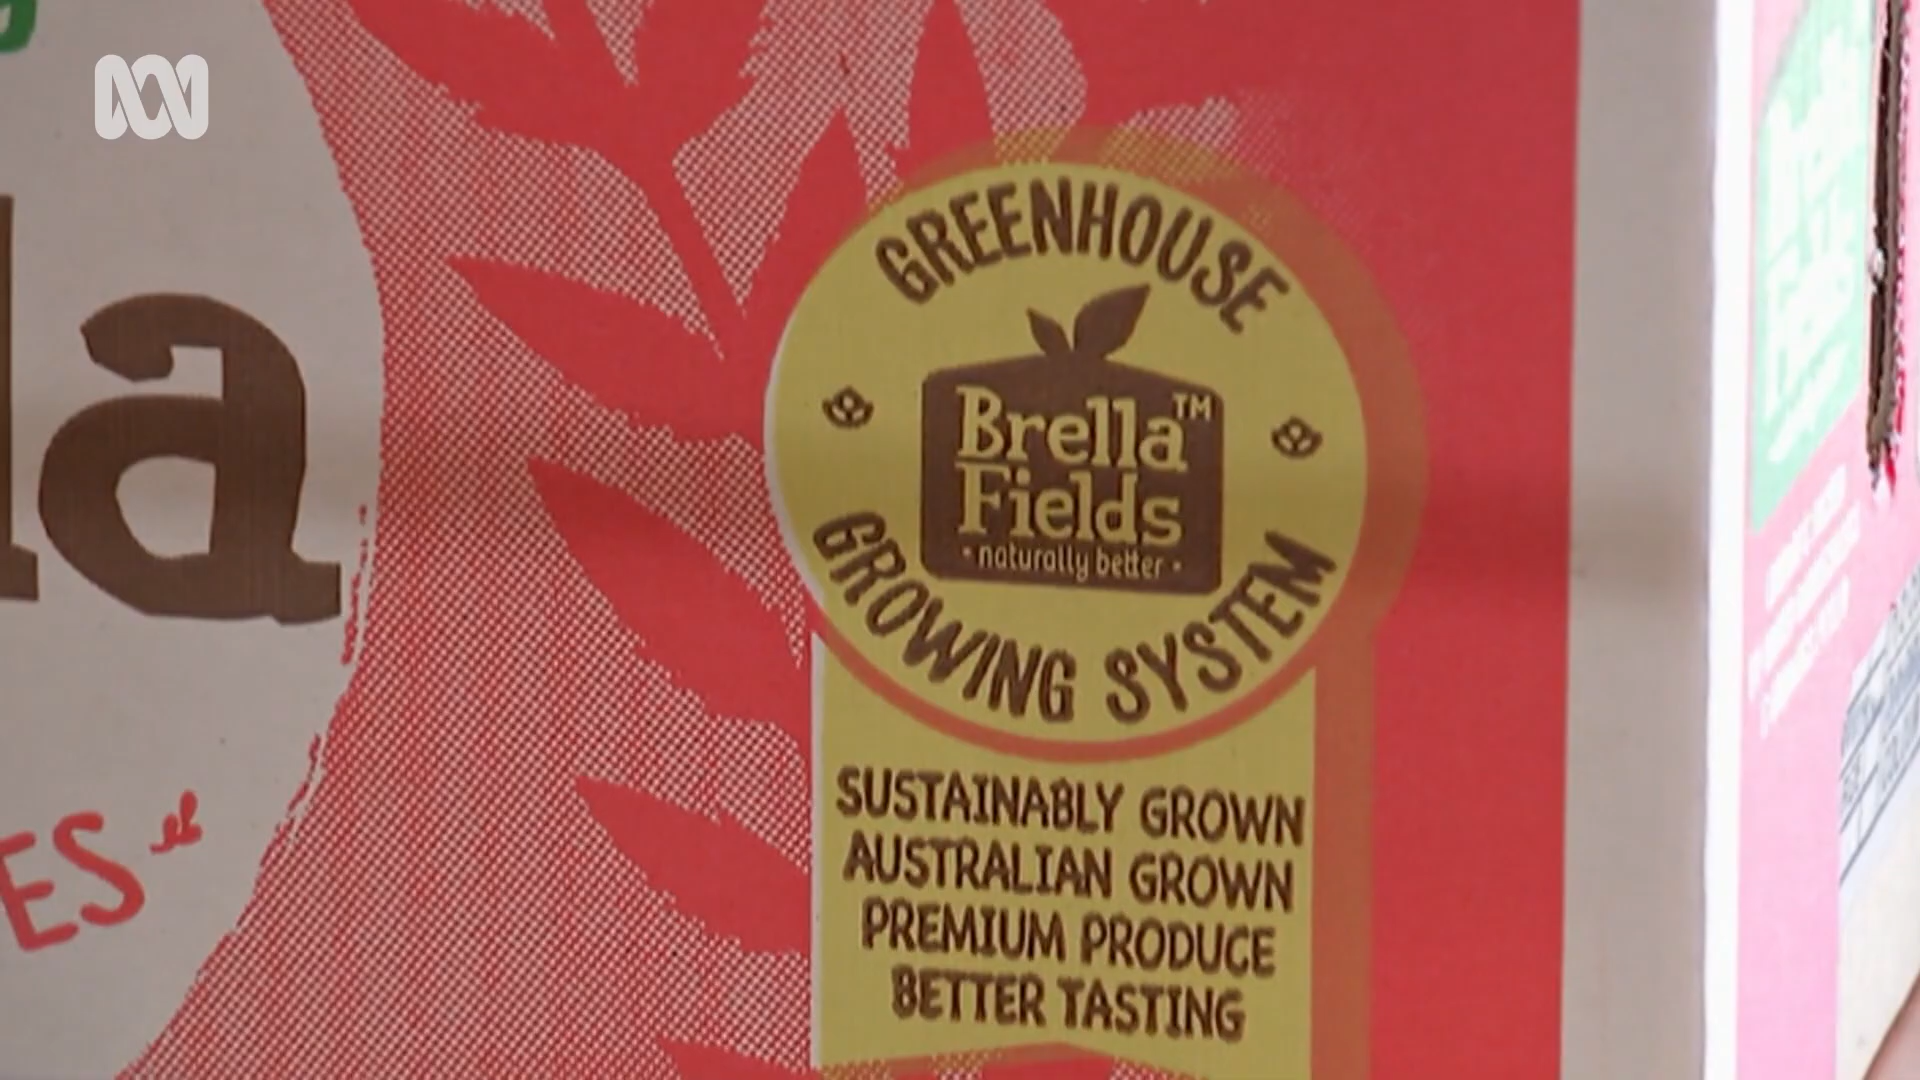 la
ES
GREENHOUSE
Brella™
Fields
• naturally better •
GROWING SYSTEM
SUSTAINABLY GROWN
AUSTRALIAN GROWN
PREMIUM PRODUCE
BETTER TASTING